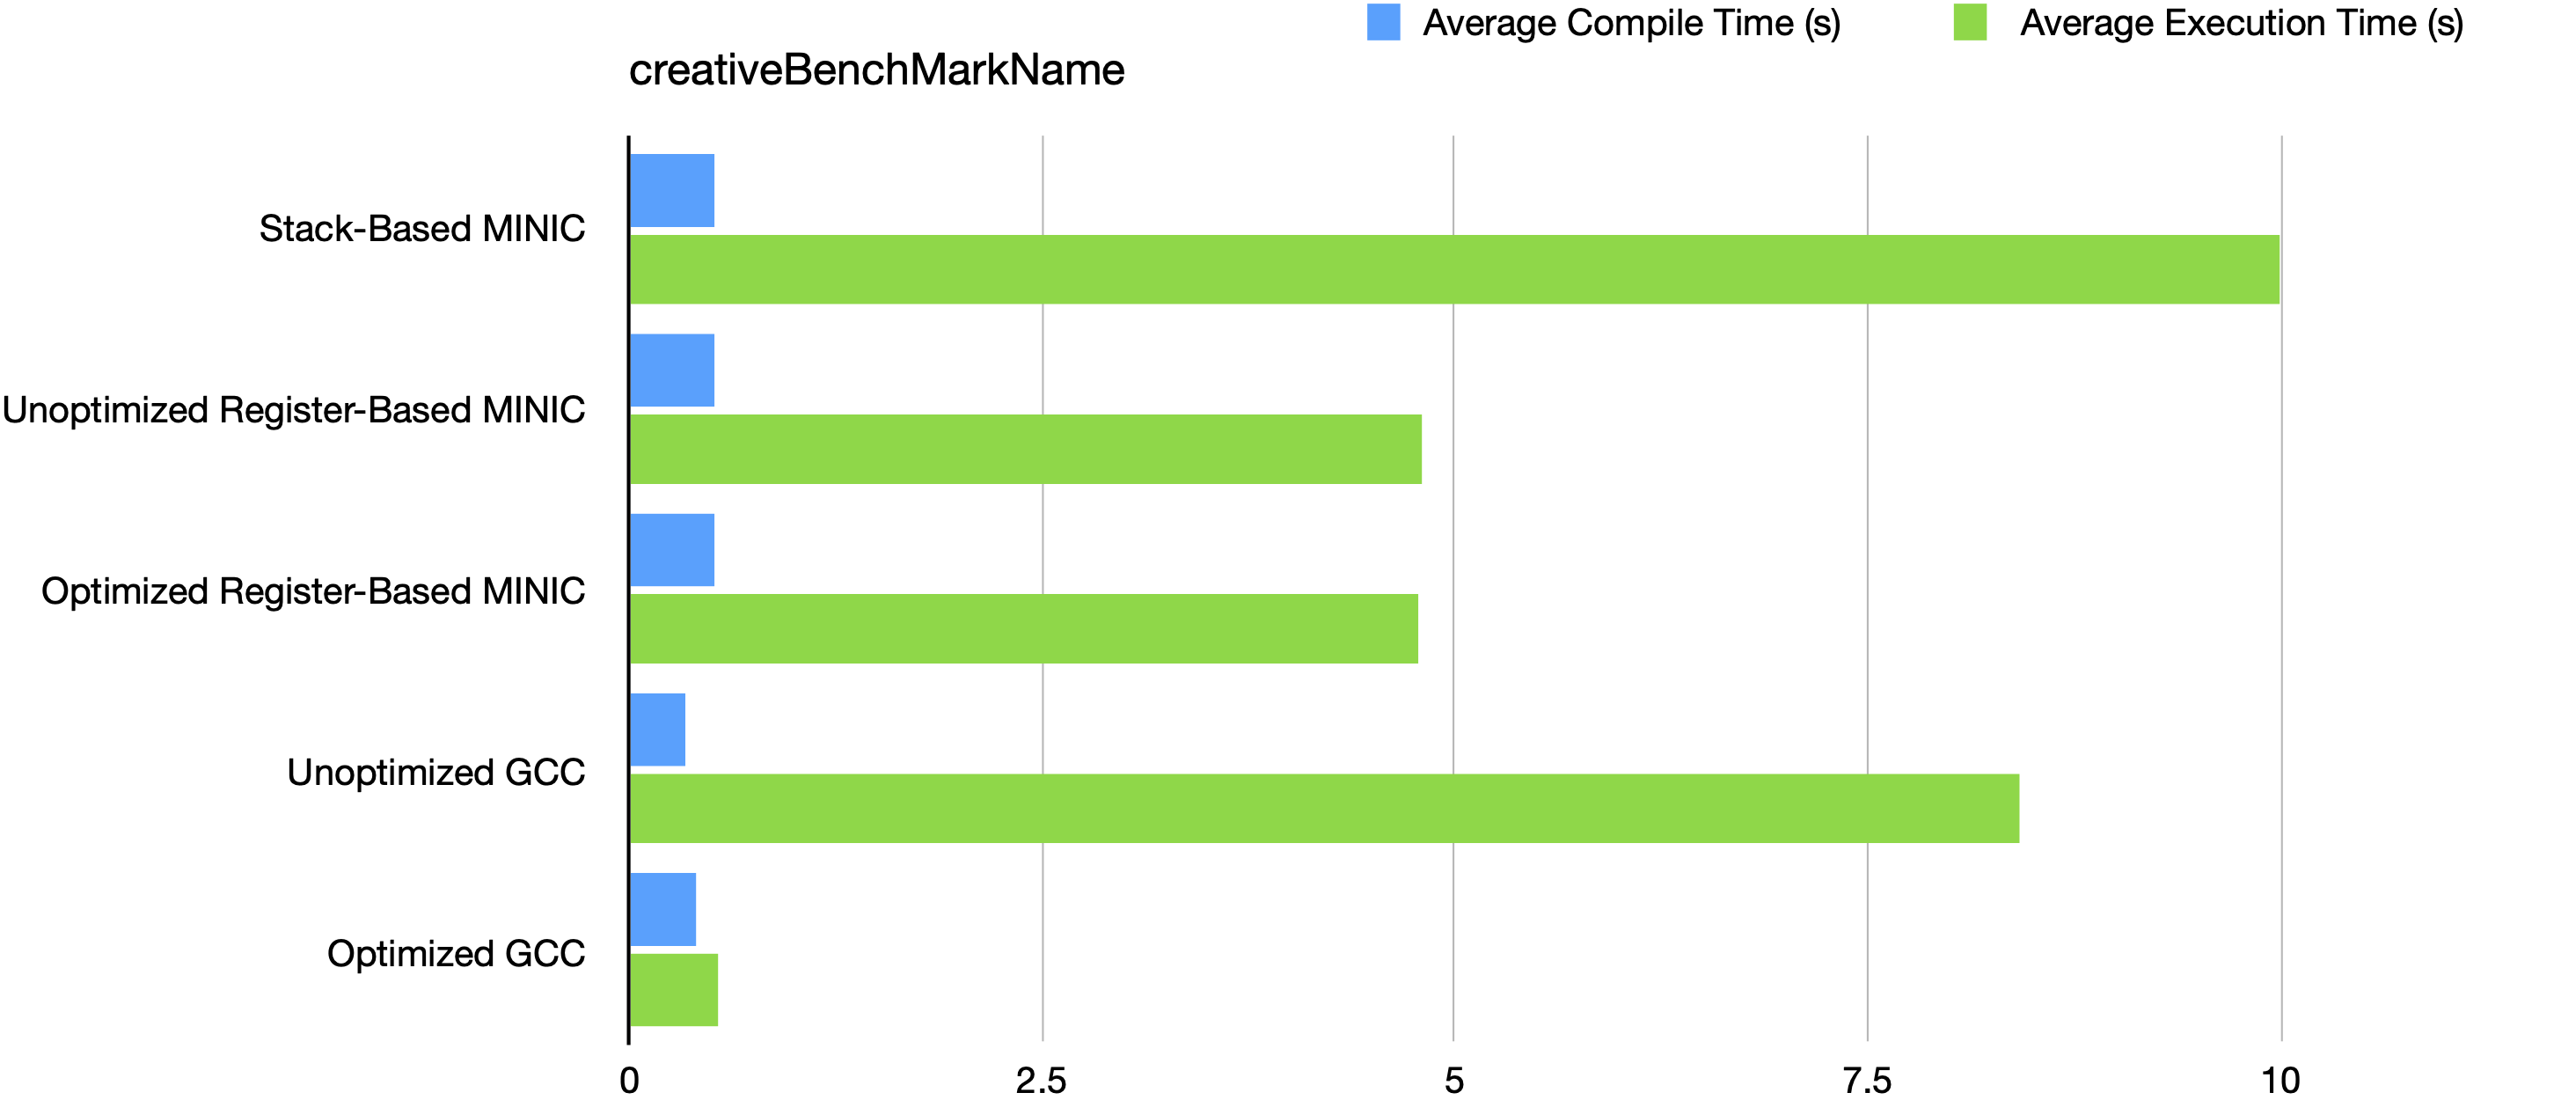 Average Compile Time (s)
Average Execution Time (s)
creativeBenchMarkName
Stack-Based MINIC
Unoptimized Register-Based MINIC
Optimized Register-Based MINIC
Unoptimized GCC
Optimized GCC
0 2.5 5 7.5 10